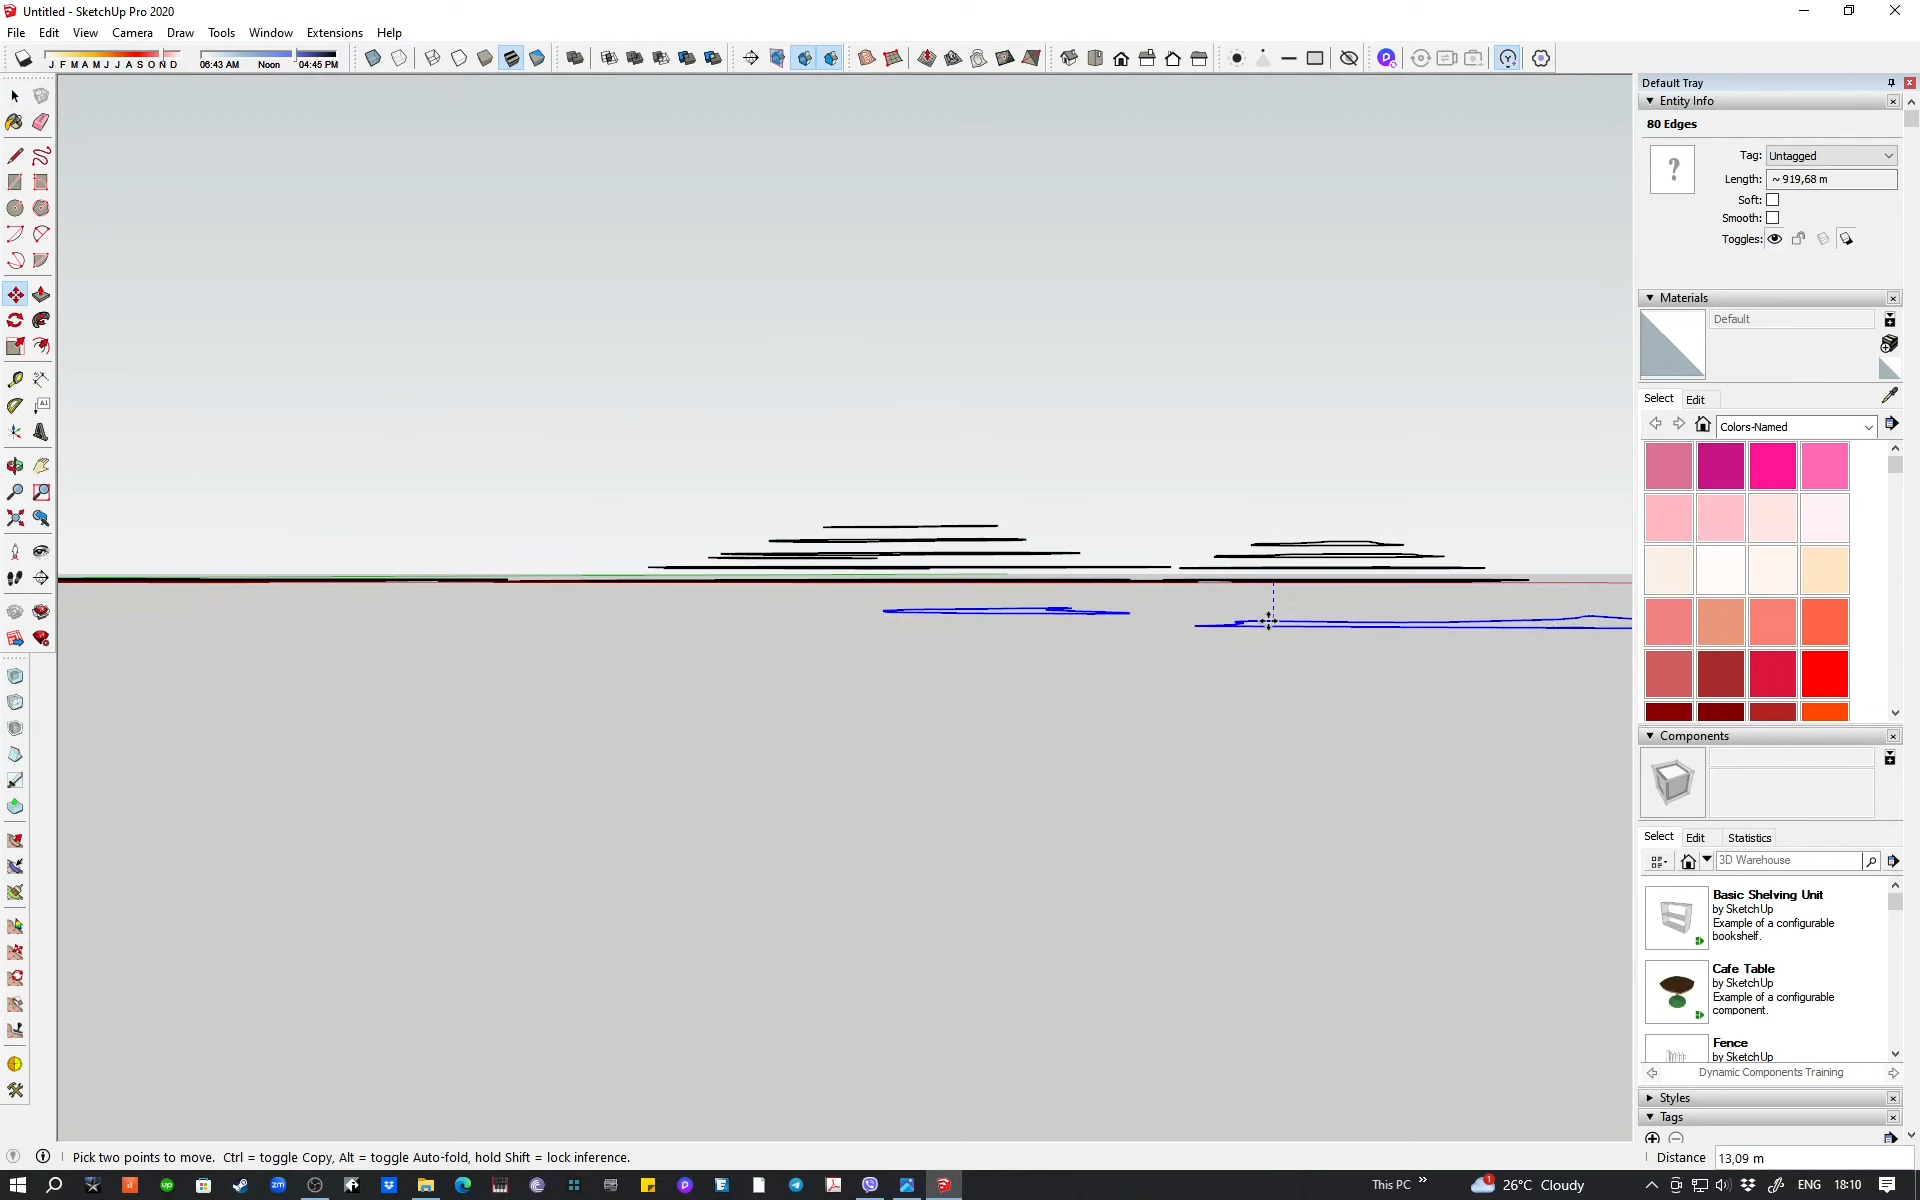 Untitled - SketchUp Pro 2020
File Edit View Camera Draw Tools Window Extensions Help
J F M A M J J A S O N D 06:43 AM Noon 04:45 PM
Default Tray
Entity Info
80 Edges
Tag: Untagged
Length: ~ 919,68 m
Soft:
Smooth:
Toggles:
Materials
Default
Select Edit
Colors-Named
Components
Select Edit Statistics
3D Warehouse
Basic Shelving Unit
by SketchUp
Example of a configurable
bookshelf.
Cafe Table
by SketchUp
Example of a configurable
component.
Fence
by SketchUp
Dynamic Components Training
Styles
Tags
Pick two points to move. Ctrl = toggle Copy, Alt = toggle Auto-fold, hold Shift = lock inference.
Distance 13,09 m
This PC 26°C Cloudy ENG 18:10